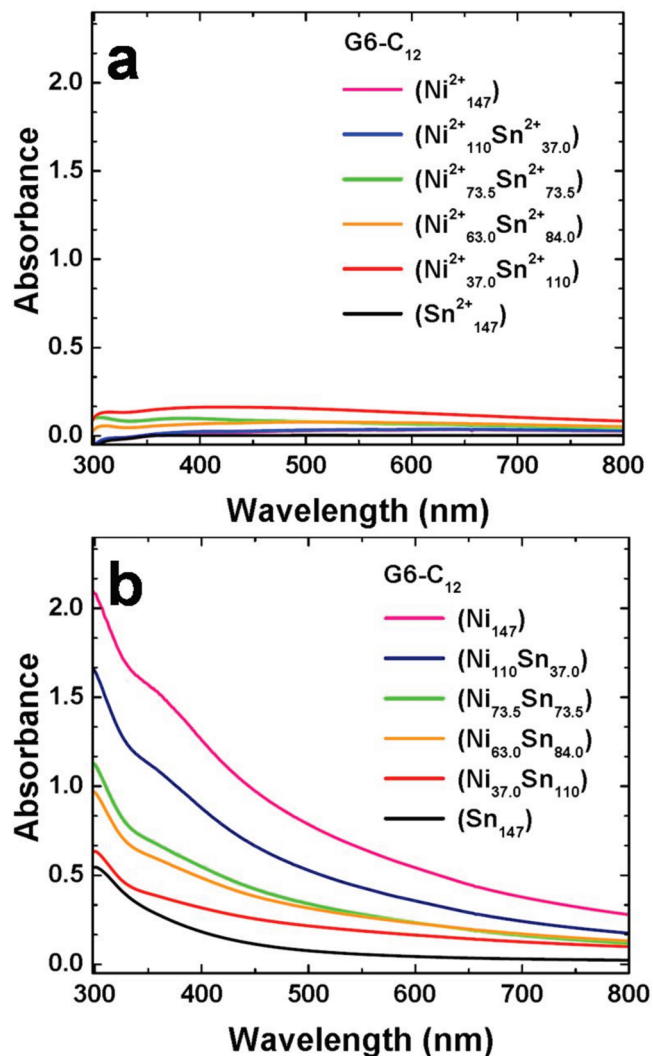 a
G6-C₁₂
(Ni²⁺₁₄₇)
(Ni²⁺₁₁₀Sn²⁺₃₇.₀)
(Ni²⁺₇₃.₅Sn²⁺₇₃.₅)
(Ni²⁺₆₃.₀Sn²⁺₈₄.₀)
(Ni²⁺₃₇.₀Sn²⁺₁₁₀)
(Sn²⁺₁₄₇)
Absorbance
2.0
1.5
1.0
0.5
0.0
300 400 500 600 700 800
Wavelength (nm)
b
G6-C₁₂
(Ni₁₄₇)
(Ni₁₁₀Sn₃₇.₀)
(Ni₇₃.₅Sn₇₃.₅)
(Ni₆₃.₀Sn₈₄.₀)
(Ni₃₇.₀Sn₁₁₀)
(Sn₁₄₇)
Absorbance
2.0
1.5
1.0
0.5
0.0
300 400 500 600 700 800
Wavelength (nm)